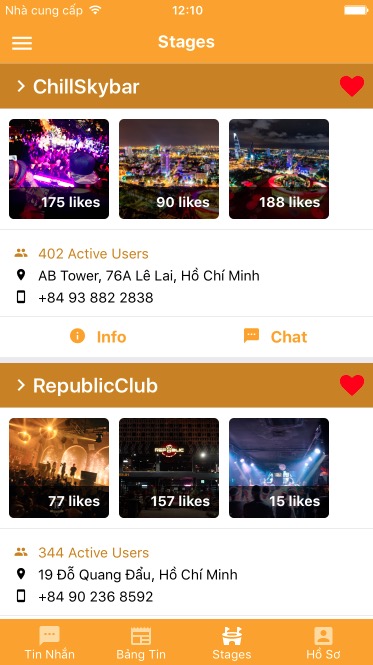 Nhà cung cấp 12:10
Stages
ChillSkybar
175 likes 90 likes 188 likes
402 Active Users
AB Tower, 76A Lê Lai, Hồ Chí Minh
+84 93 882 2838
Info Chat
RepublicClub
REPUBLIC
77 likes 157 likes 15 likes
344 Active Users
19 Đỗ Quang Đẩu, Hồ Chí Minh
+84 90 236 8592
Tin Nhắn Bảng Tin Stages Hồ Sơ